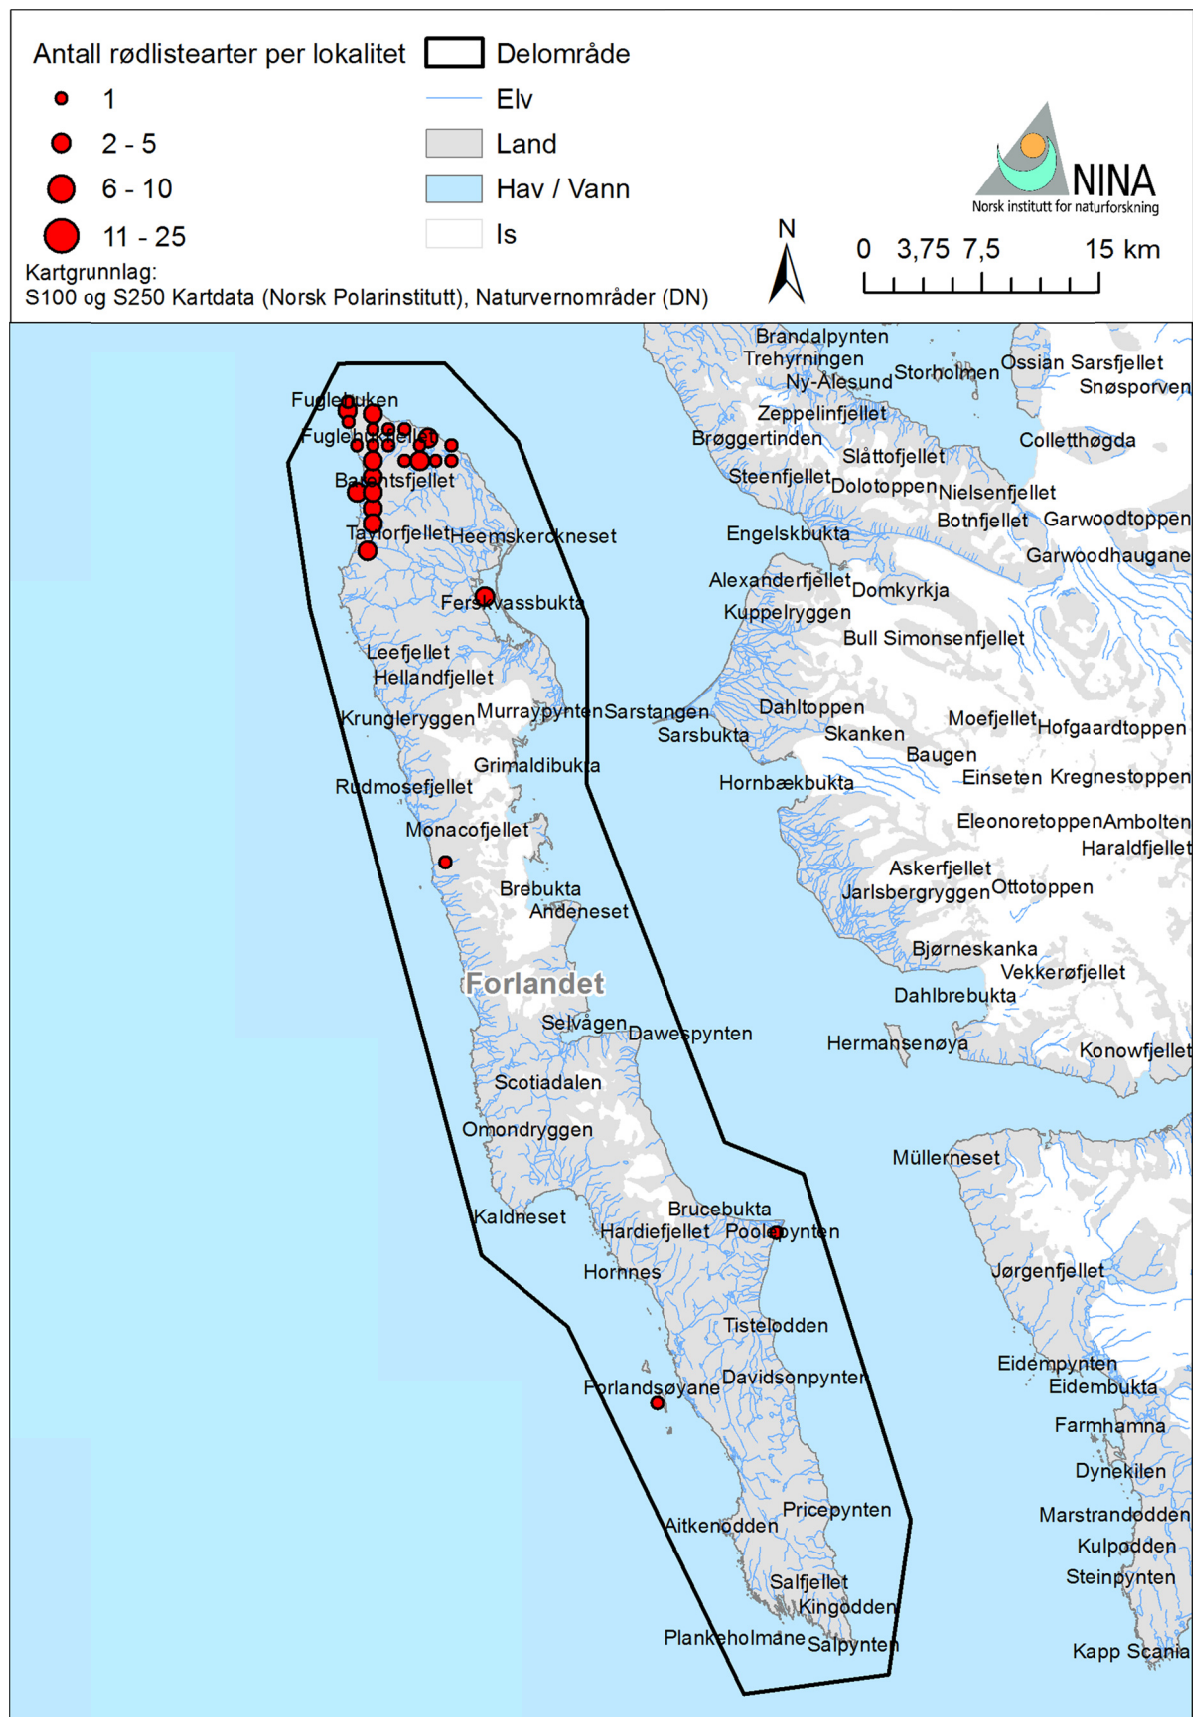 Antall rødlistearter per lokalitet
1
2 - 5
6 - 10
11 - 25
Delområde
Elv
Land
Hav / Vann
Is
Kartgrunnlag:
S100 og S250 Kartdata (Norsk Polarinstitutt), Naturvernområder (DN)
N
0 3,75 7,5 15 km
NINA
Norsk institutt for naturforskning
Brandalpynten
Trehyrningen
Ny-Ålesund
Storholmen
Ossian Sarsfjellet
Snøsporven
Zeppelinfjellet
Brøggertinden
Colletthøgda
Slåttofjellet
Steenfjellet
Dolotoppen
Nielsenfjellet
Botnfjellet
Garwoodtoppen
Engelskbukta
Garwoodhaugane
Fuglehuken
Fuglehukfjellet
Barentsfjellet
Taylorfjellet
Heemskerckneset
Ferskvassbukta
Alexanderfjellet
Domkyrkja
Kuppelryggen
Bull Simonsenfjellet
Leefjellet
Hellandfjellet
Krungleryggen
Murraypynten
Sarstangen
Sarsbukta
Dahltoppen
Skanken
Moefjellet
Hofgaardtoppen
Baugen
Grimaldibukta
Rudmosefjellet
Hornbækbukta
Einseten
Kregnestoppen
Monacofjellet
Eleonoretoppen
Ambolten
Haraldfjellet
Askerfjellet
Jarlsbergryggen
Ottotoppen
Brebukta
Andeneset
Bjørneskanka
Vekkerøfjellet
Forlandet
Dahlbrebukta
Selvågen
Dawespynten
Hermansenøya
Konowfjellet
Scotiadalen
Omondryggen
Müllerneset
Kaldneset
Brucebukta
Hardiefjellet
Poolepynten
Hornnes
Jørgenfjellet
Tistelodden
Davidsonpynten
Forlandsøyane
Eidempynten
Eidembukta
Farmhamna
Dynekilen
Pricepynten
Aitkenodden
Marstrandodden
Kulpodden
Steinpynten
Salfjellet
Kingodden
Plankeholmane
Salpynten
Kapp Scania